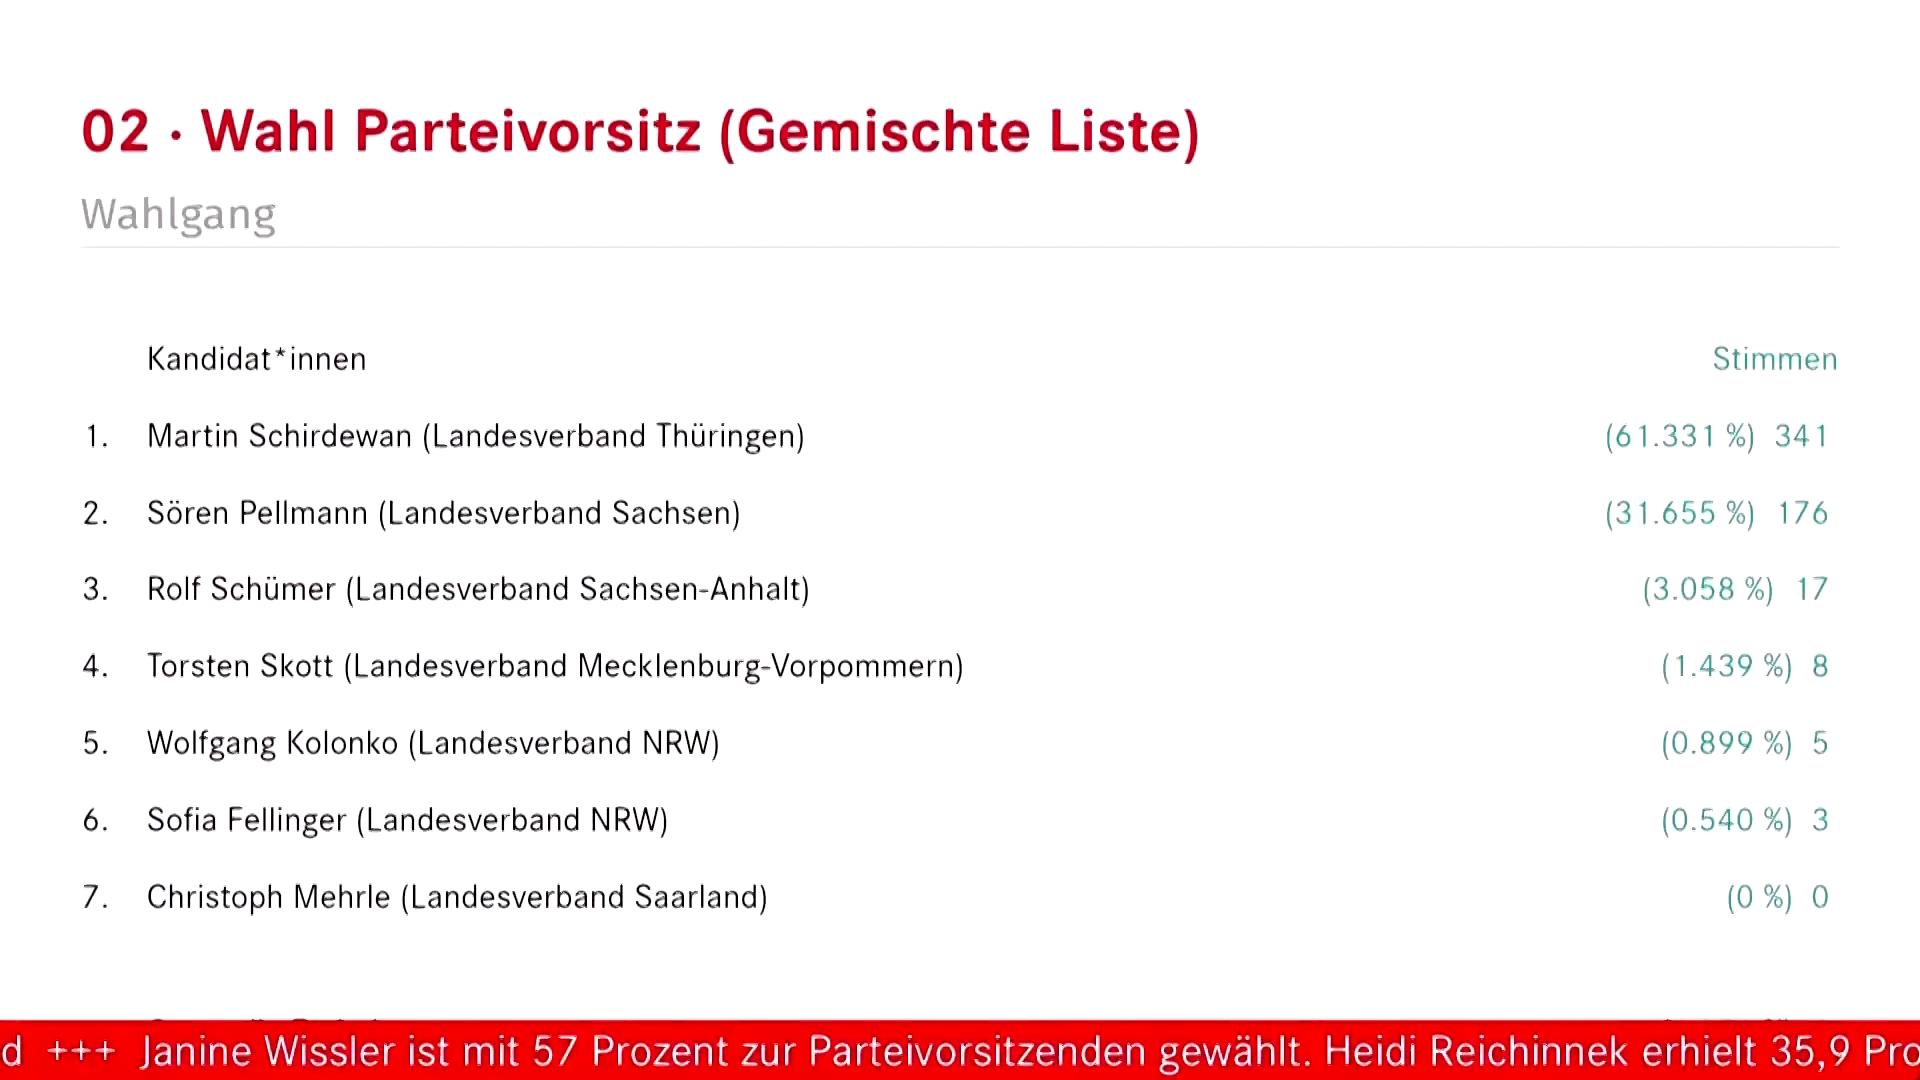 02 · Wahl Parteivorsitz (Gemischte Liste)
Wahlgang
Kandidat*innen Stimmen
1. Martin Schirdewan (Landesverband Thüringen) (61.331 %) 341
2. Sören Pellmann (Landesverband Sachsen) (31.655 %) 176
3. Rolf Schümer (Landesverband Sachsen-Anhalt) (3.058 %) 17
4. Torsten Skott (Landesverband Mecklenburg-Vorpommern) (1.439 %) 8
5. Wolfgang Kolonko (Landesverband NRW) (0.899 %) 5
6. Sofia Fellinger (Landesverband NRW) (0.540 %) 3
7. Christoph Mehrle (Landesverband Saarland) (0 %) 0
d +++ Janine Wissler ist mit 57 Prozent zur Parteivorsitzenden gewählt. Heidi Reichinnek erhielt 35,9 Pro